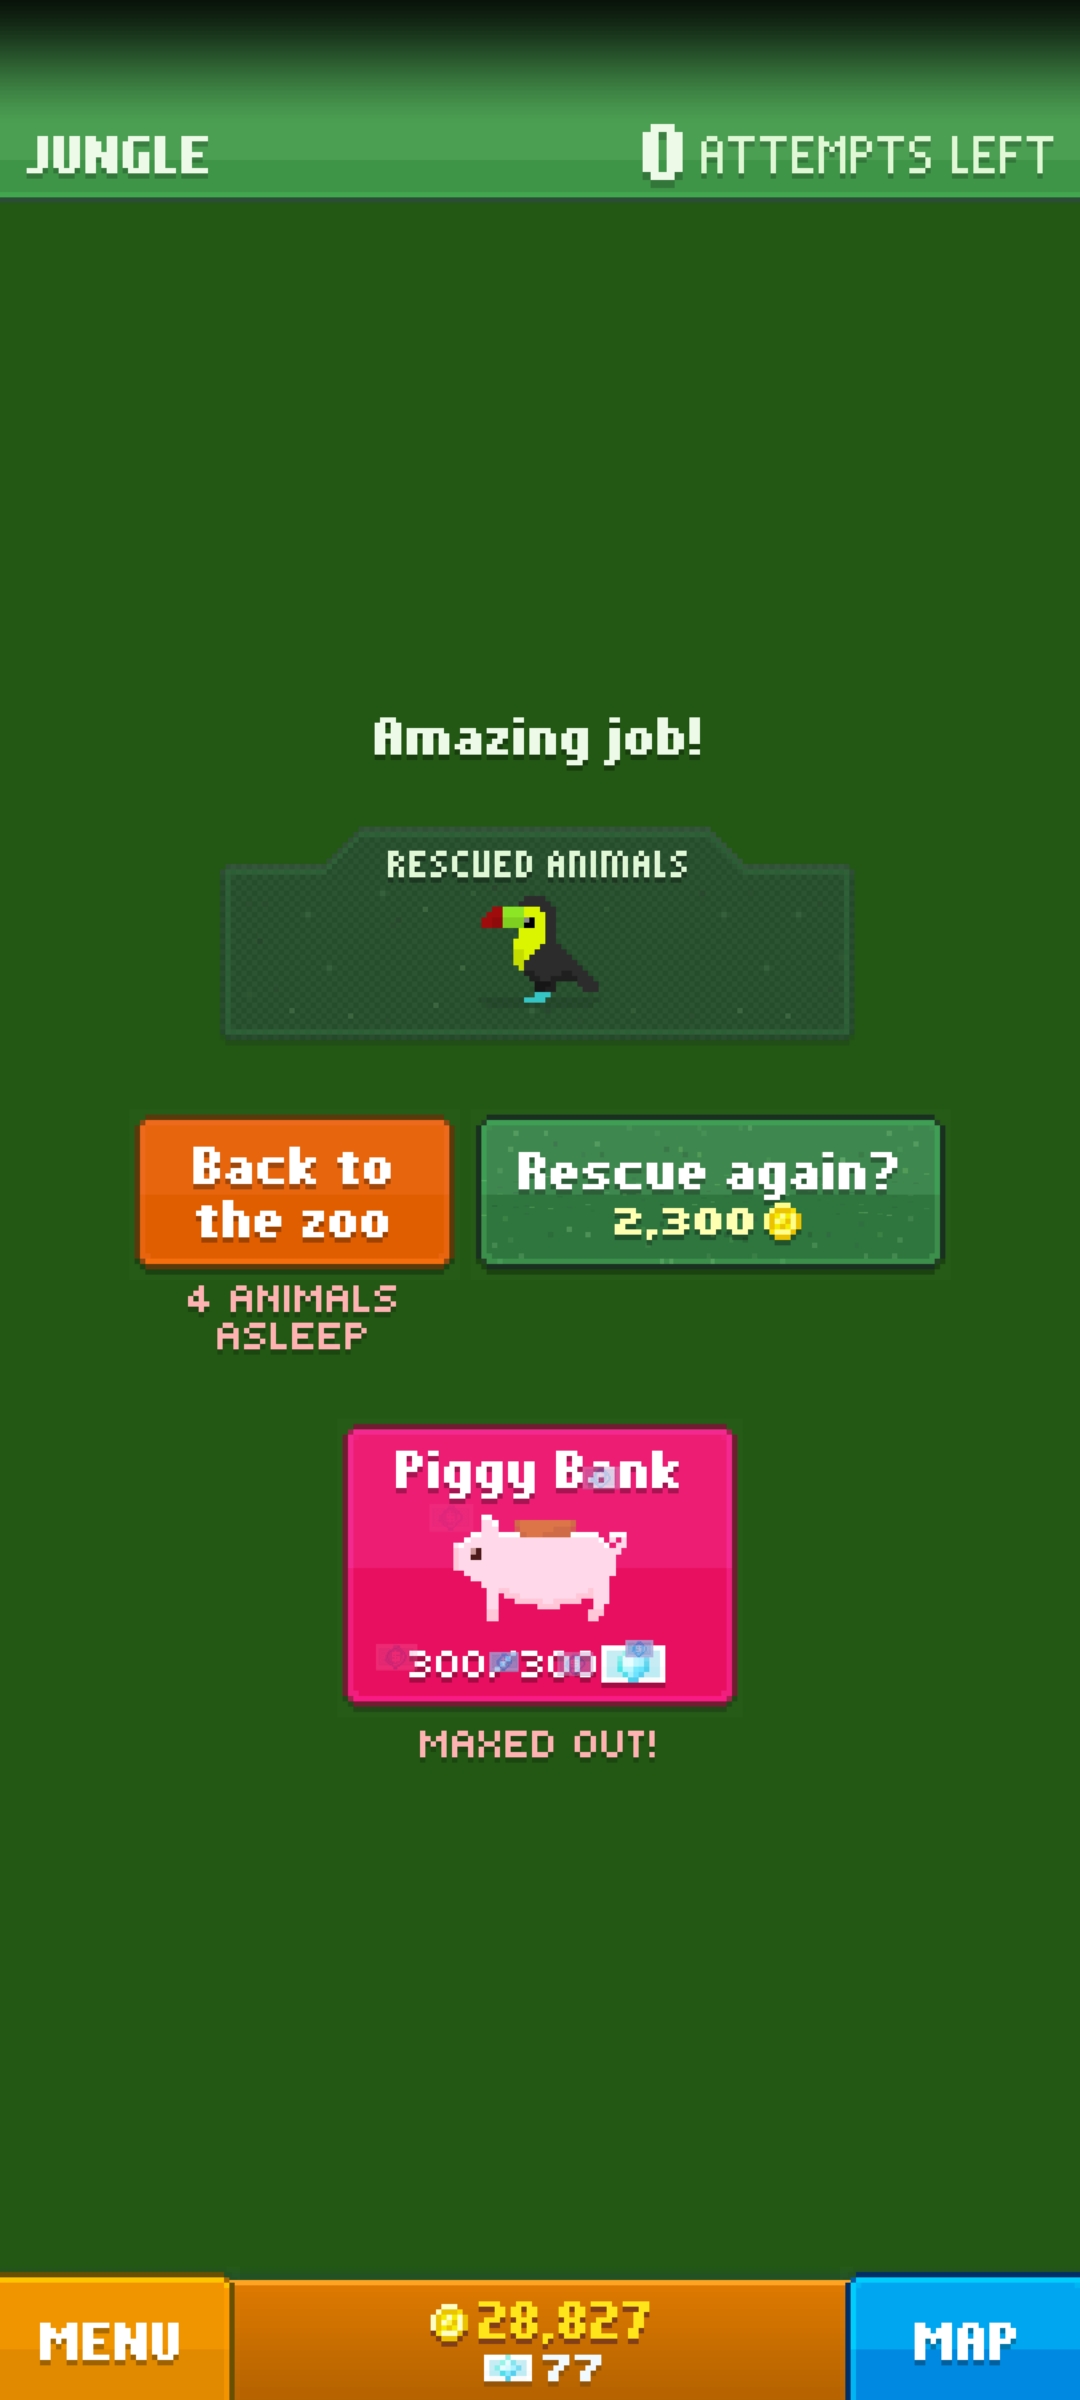 JUNGLE
0 ATTEMPTS LEFT
Amazing job!
RESCUED ANIMALS
Back to
the zoo
Rescue again?
2,300
4 ANIMALS
ASLEEP
Piggy Bank
300/300
MAXED OUT!
MENU
28,827
77
MAP